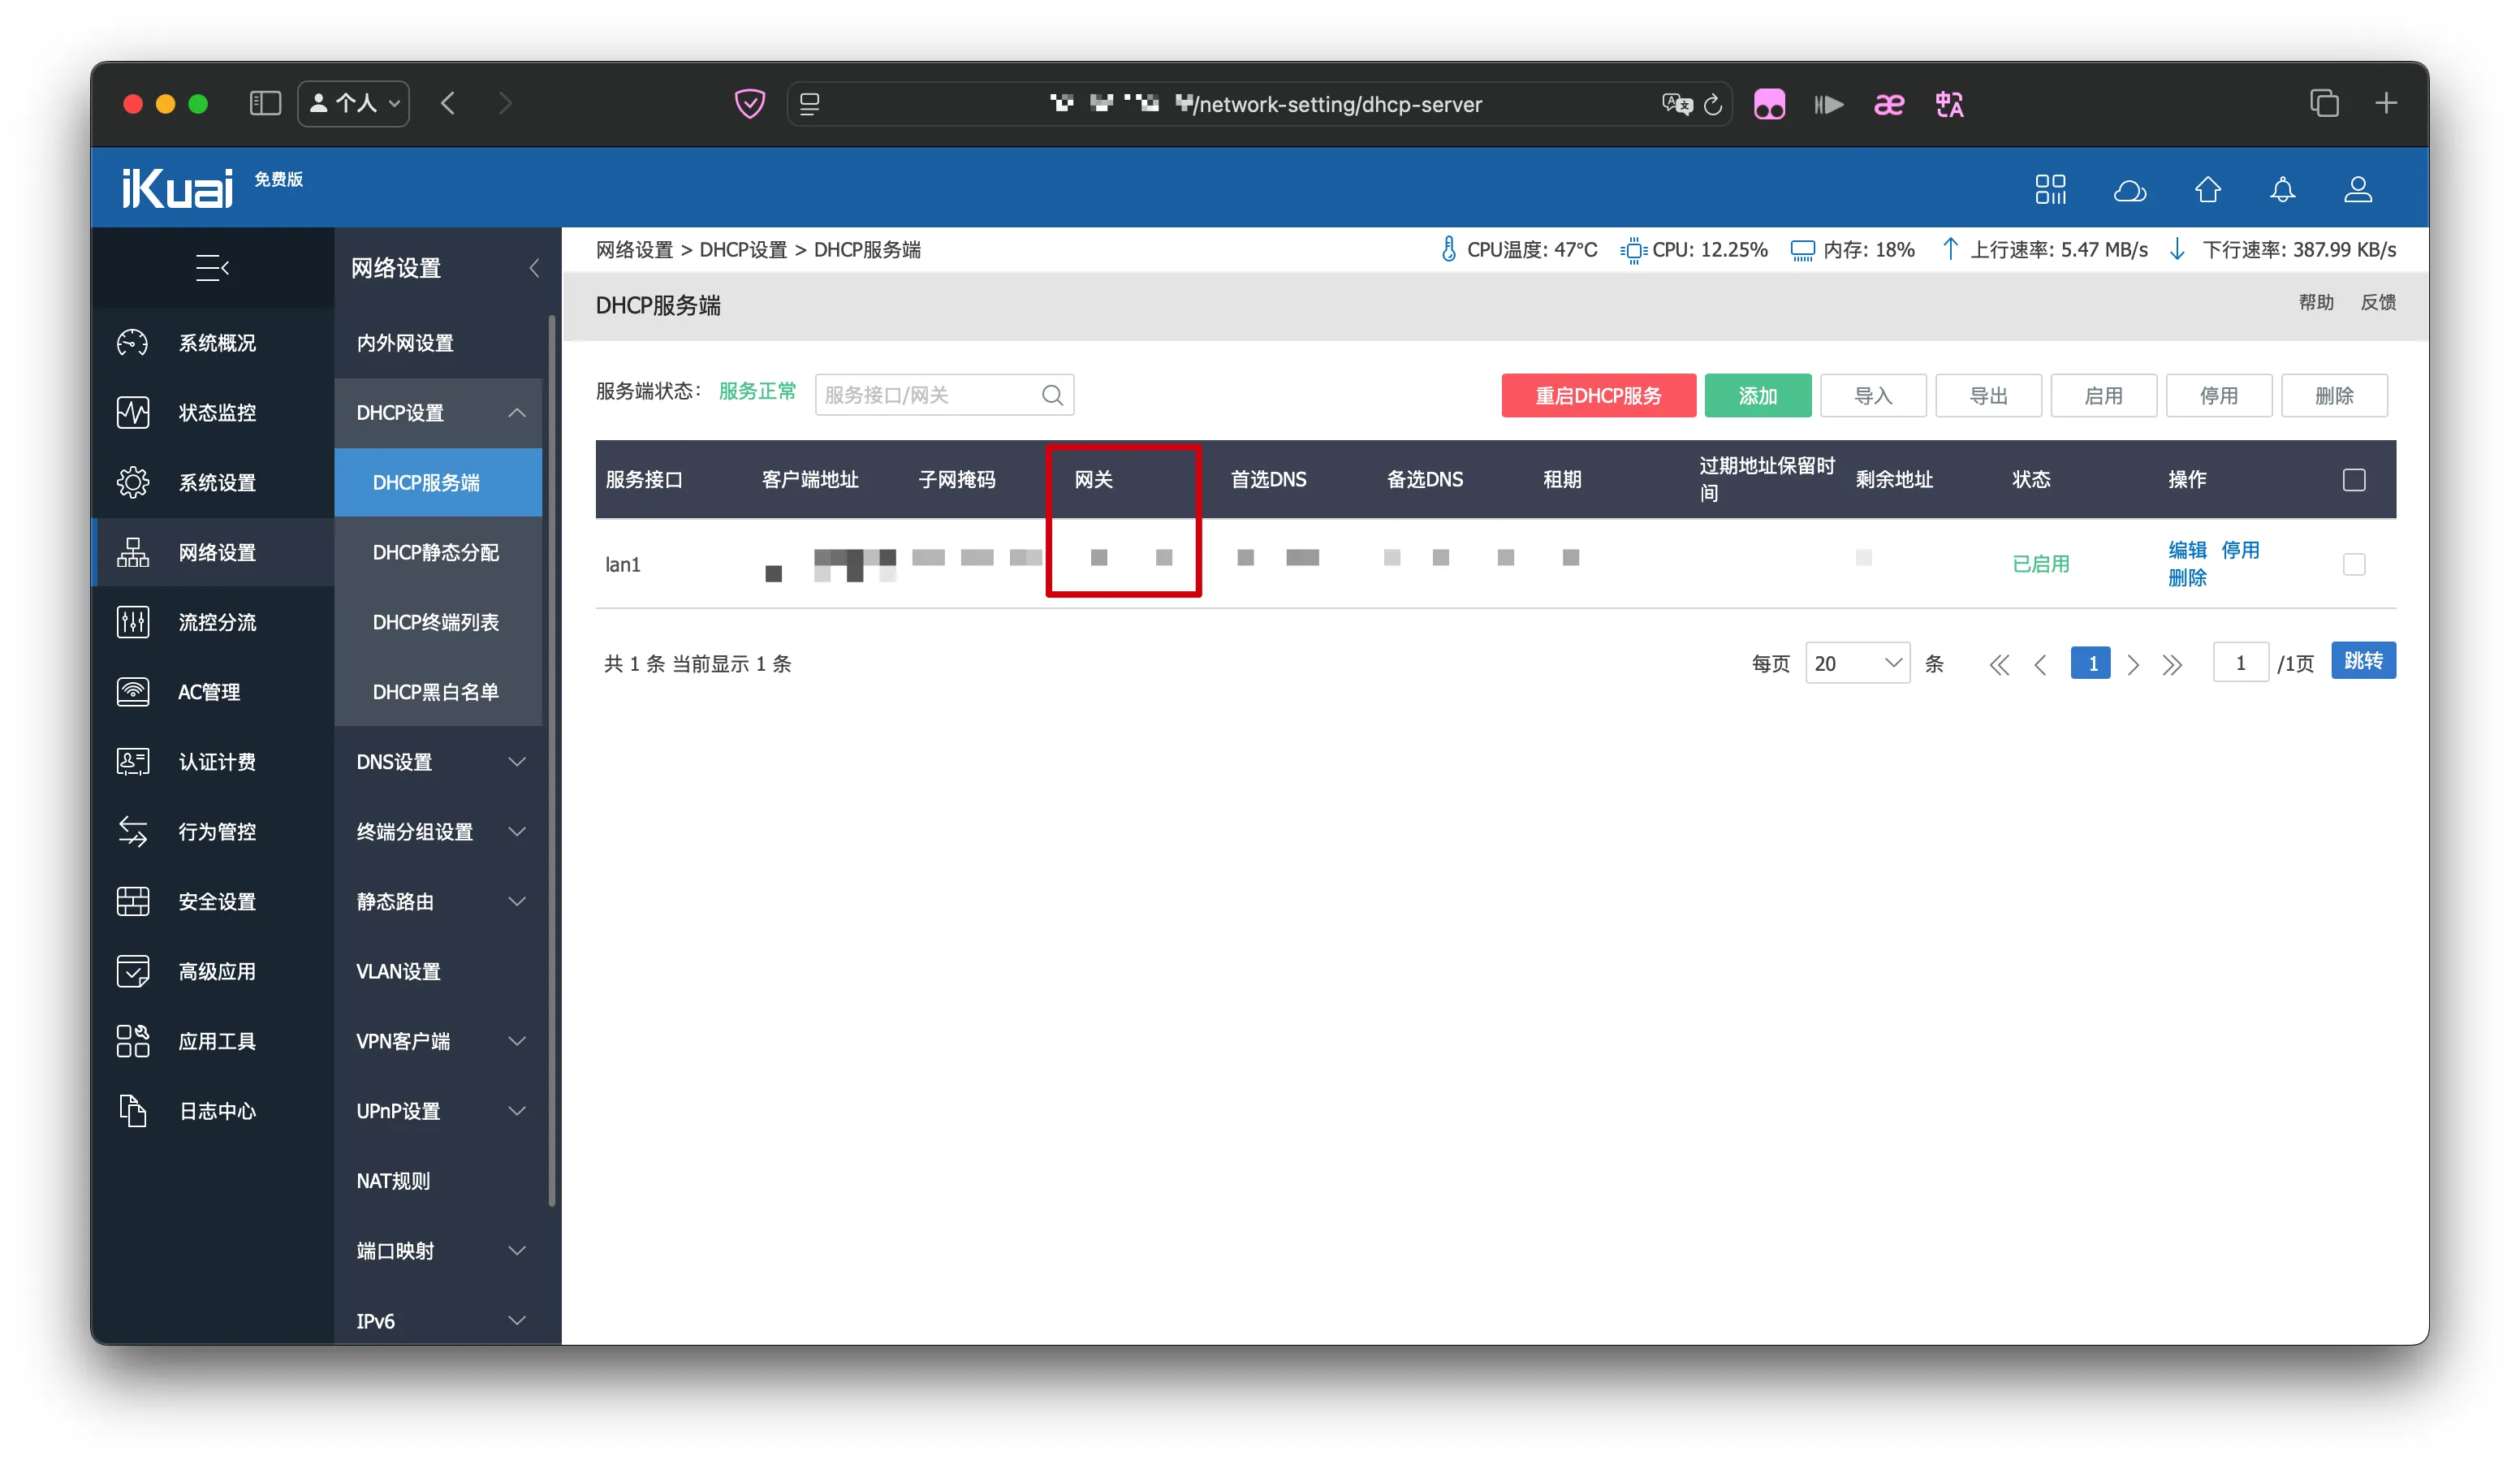 个人
/network-setting/dhcp-server
iKuai 免费版
网络设置
系统概况
状态监控
系统设置
网络设置
流控分流
AC管理
认证计费
行为管控
安全设置
高级应用
应用工具
日志中心
内外网设置
DHCP设置
DHCP服务端
DHCP静态分配
DHCP终端列表
DHCP黑白名单
DNS设置
终端分组设置
静态路由
VLAN设置
VPN客户端
UPnP设置
NAT规则
端口映射
IPv6
网络设置 > DHCP设置 > DHCP服务端 CPU温度: 47°C CPU: 12.25% 内存: 18% 上行速率: 5.47 MB/s 下行速率: 387.99 KB/s
DHCP服务端 帮助 反馈
服务端状态: 服务正常 服务接口/网关 重启DHCP服务 添加 导入 导出 启用 停用 删除
服务接口 客户端地址 子网掩码 网关 首选DNS 备选DNS 租期 过期地址保留时间 剩余地址 状态 操作
lan1 已启用 编辑 停用
删除
共 1 条 当前显示 1 条 每页 20 条 1 1 /1页 跳转